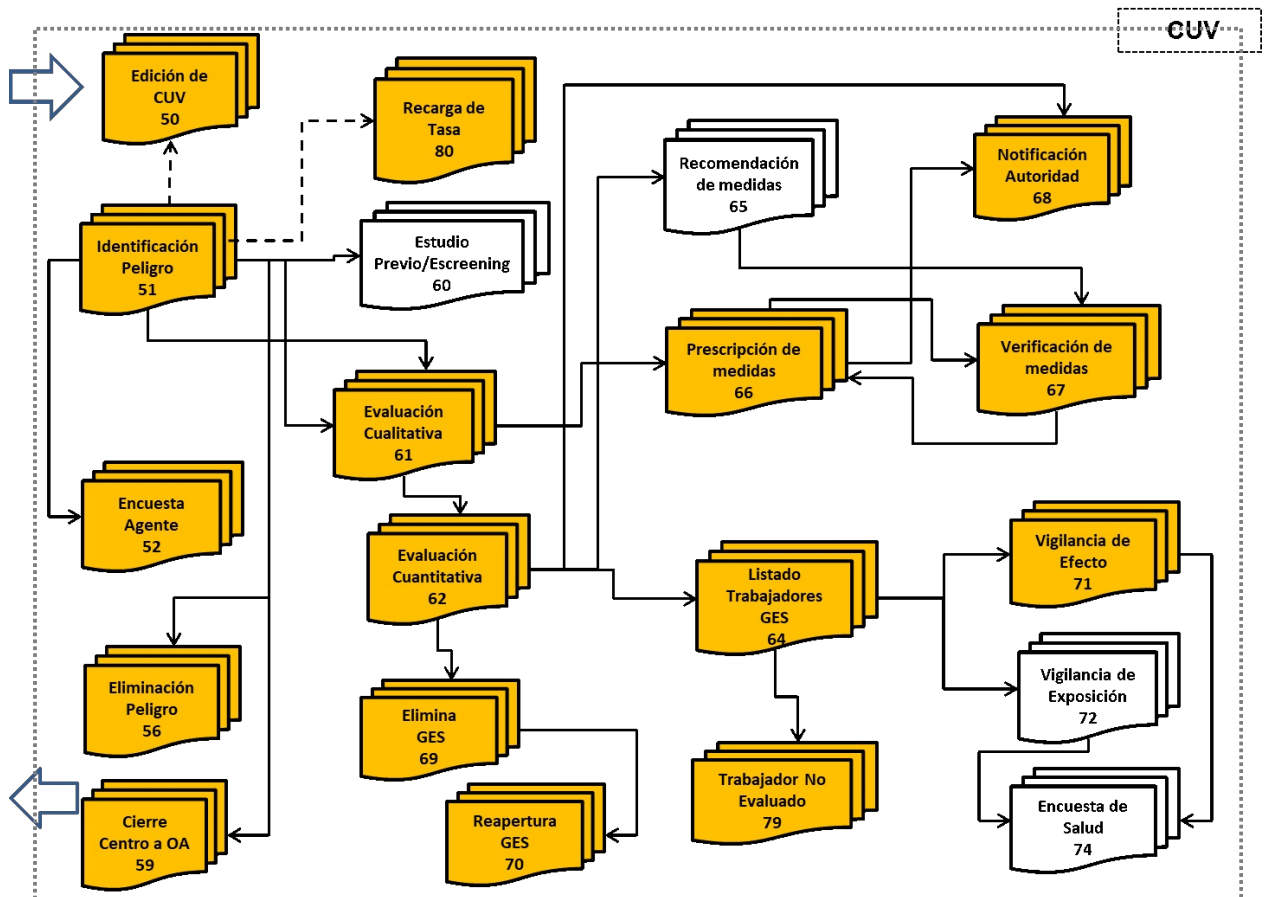 CUV
Edición de
CUV
50
Recarga de
Tasa
80
Recomendación
de medidas
65
Notificación
Autoridad
68
Identificación
Peligro
51
Estudio
Previo/Escreening
60
Prescripción de
medidas
66
Verificación de
medidas
67
Evaluación
Cualitativa
61
Encuesta
Agente
52
Evaluación
Cuantitativa
62
Listado
Trabajadores
GES
64
Vigilancia de
Efecto
71
Eliminación
Peligro
56
Elimina
GES
69
Vigilancia de
Exposición
72
Trabajador No
Evaluado
79
Cierre
Centro a OA
59
Reapertura
GES
70
Encuesta de
Salud
74